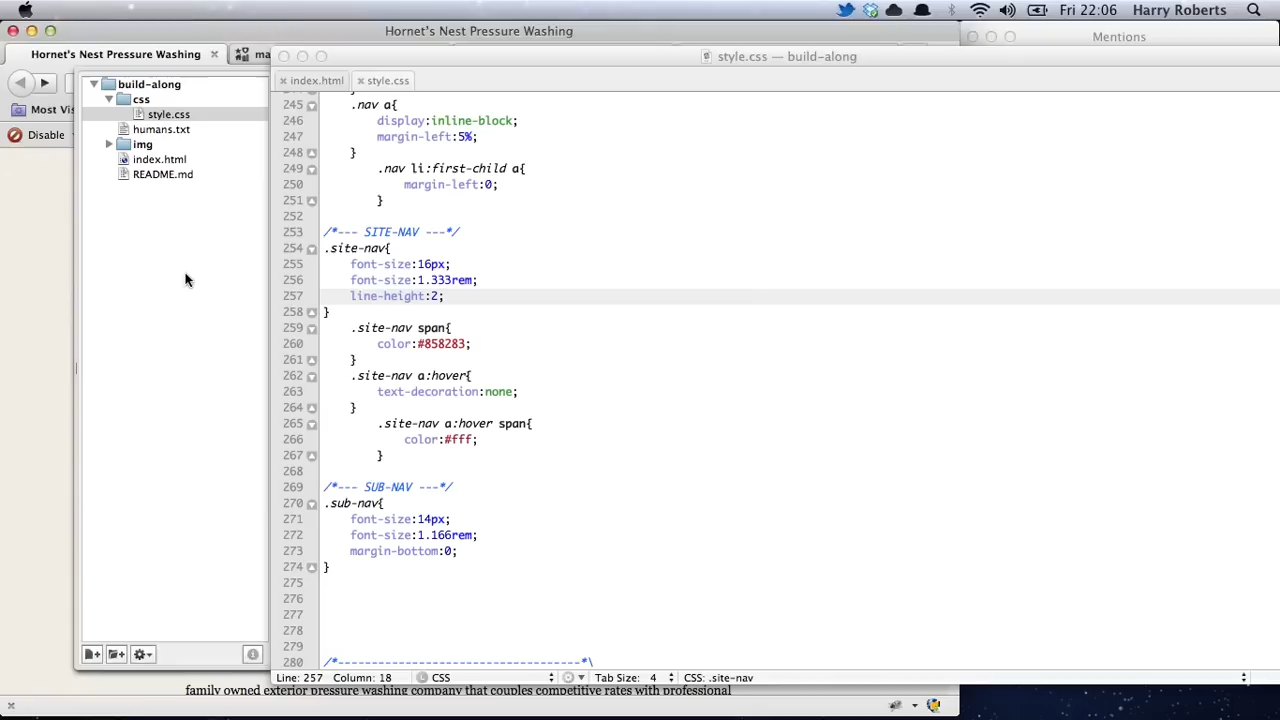 Fri 22:06 Harry Roberts
Hornet's Nest Pressure Washing
Mentions
Hornet's Nest Pressure Washing
style.css — build-along
index.html
style.css
Most Vis
Disable
build-along
css
style.css
humans.txt
img
index.html
README.md
245 .nav a{
246 display:inline-block;
247 margin-left:5%;
248 }
249 .nav li:first-child a{
250 margin-left:0;
251 }
252
253 /*--- SITE-NAV ---*/
254 .site-nav{
255 font-size:16px;
256 font-size:1.333rem;
257 line-height:2;
258 }
259 .site-nav span{
260 color:#858283;
261 }
262 .site-nav a:hover{
263 text-decoration:none;
264 }
265 .site-nav a:hover span{
266 color:#fff;
267 }
268
269 /*--- SUB-NAV ---*/
270 .sub-nav{
271 font-size:14px;
272 font-size:1.166rem;
273 margin-bottom:0;
274 }
275
276
277
278
279
280 /*------------------------------------*\
Line: 257 Column: 18 CSS Tab Size: 4 CSS: .site-nav
family owned exterior pressure washing company that couples competitive rates with professional